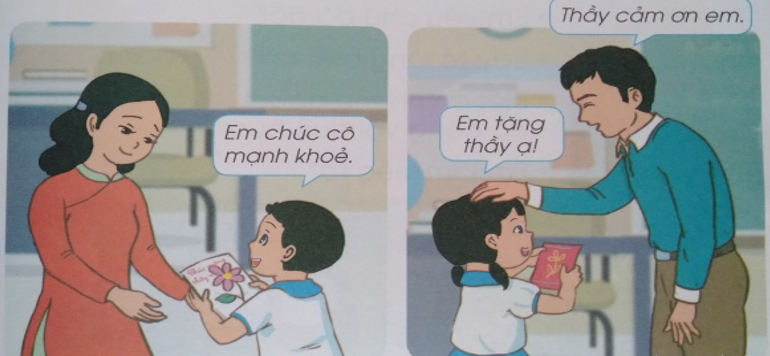 Em chúc cô
mạnh khoẻ.
Thầy cảm ơn em.
Em tặng
thầy ạ!